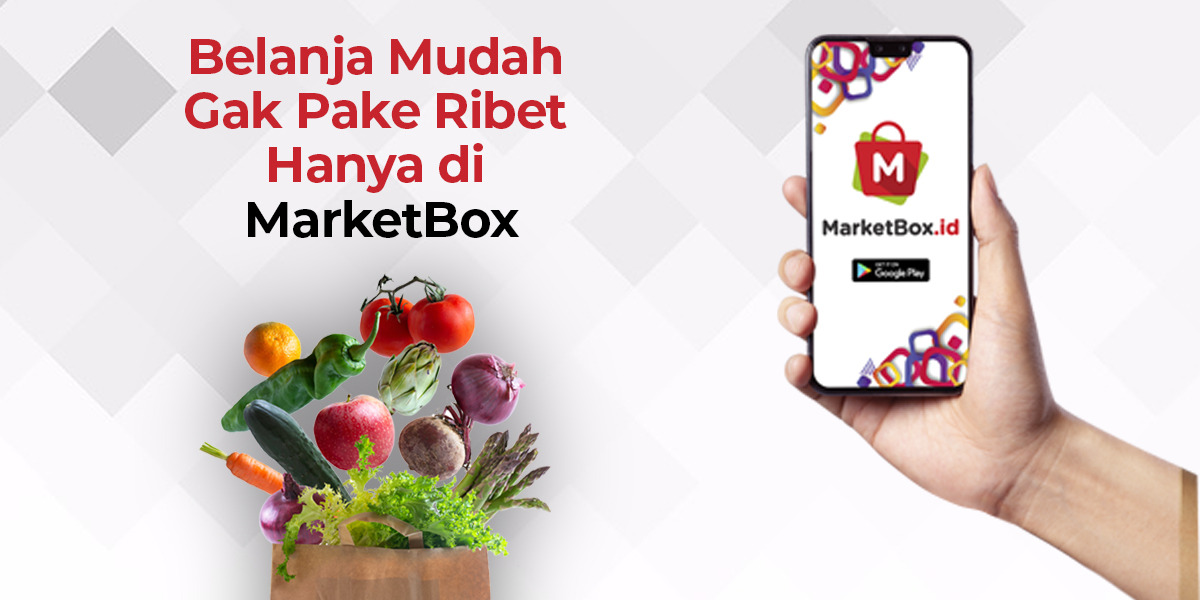 Belanja Mudah
Gak Pake Ribet
Hanya di
MarketBox
M
MarketBox.id
GET IT ON
Google Play